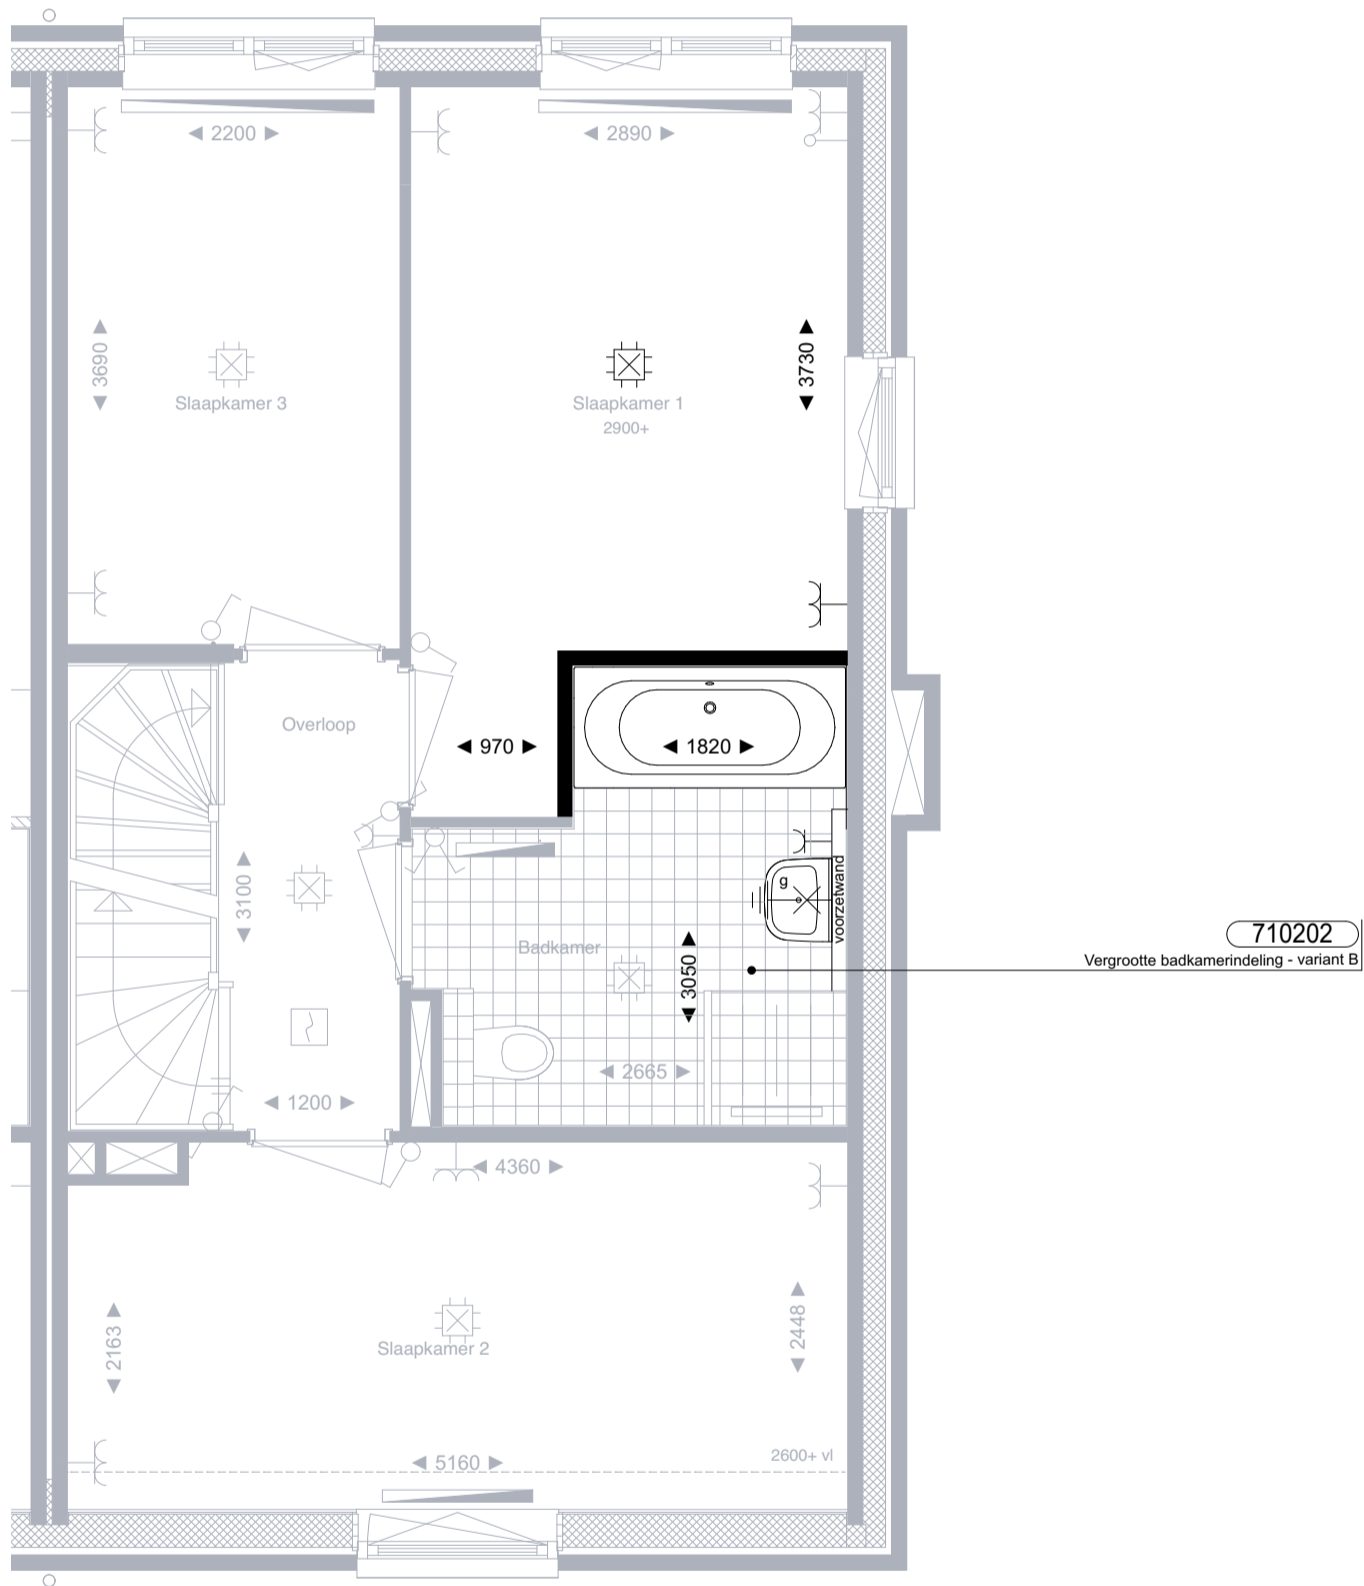 2200
2890
3690
3730
Slaapkamer 3
Slaapkamer 1
2900+
Overloop
970
1820
3100
g
voorzetwand
Badkamer
3050
710202
Vergrootte badkamerindeling - variant B
2665
1200
4360
2163
2448
Slaapkamer 2
5160
2600+ vl